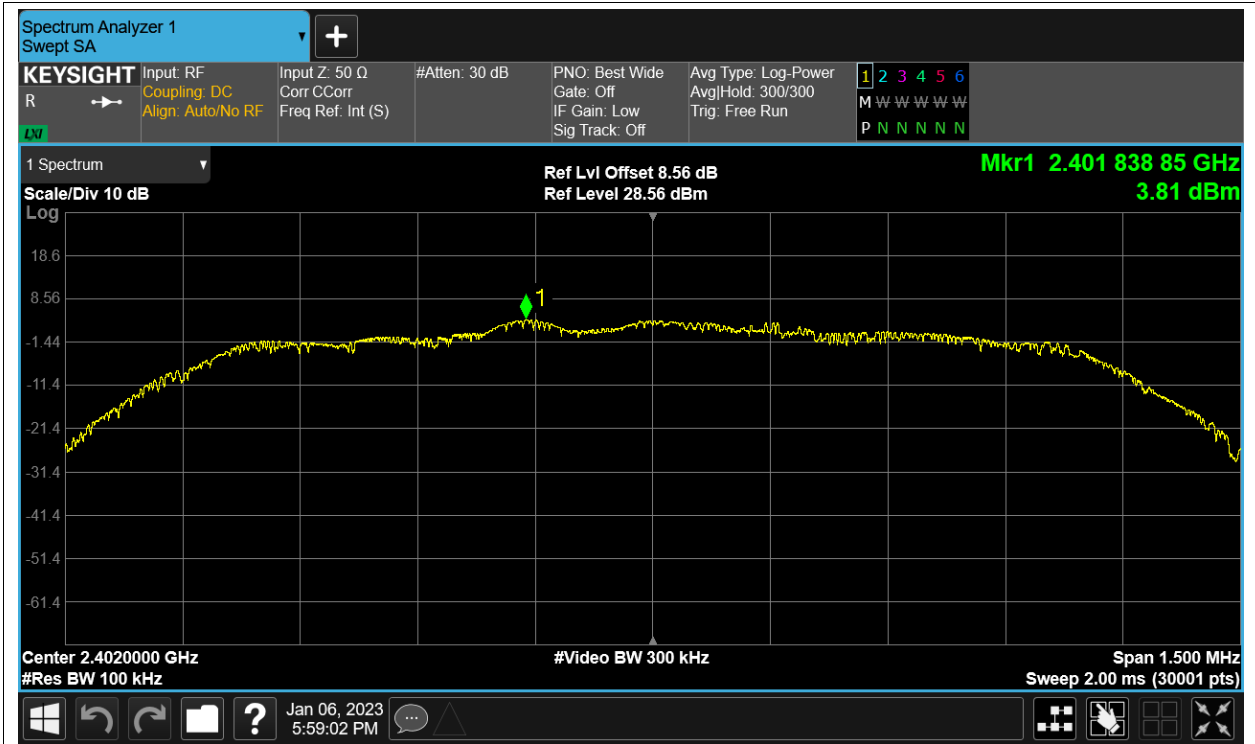 Spectrum Analyzer 1
Swept SA
KEYSIGHT
R
LXI
Input: RF
Coupling: DC
Align: Auto/No RF
Input Z: 50 Ω
Corr CCorr
Freq Ref: Int (S)
#Atten: 30 dB
PNO: Best Wide
Gate: Off
IF Gain: Low
Sig Track: Off
Avg Type: Log-Power
Avg|Hold: 300/300
Trig: Free Run
1 2 3 4 5 6
M W W W W W
P N N N N N
1 Spectrum
Scale/Div 10 dB
Log
Ref Lvl Offset 8.56 dB
Ref Level 28.56 dBm
Mkr1 2.401 838 85 GHz
3.81 dBm
18.6
8.56
1
-1.44
-11.4
-21.4
-31.4
-41.4
-51.4
-61.4
Center 2.4020000 GHz
#Res BW 100 kHz
#Video BW 300 kHz
Span 1.500 MHz
Sweep 2.00 ms (30001 pts)
?
Jan 06, 2023
5:59:02 PM